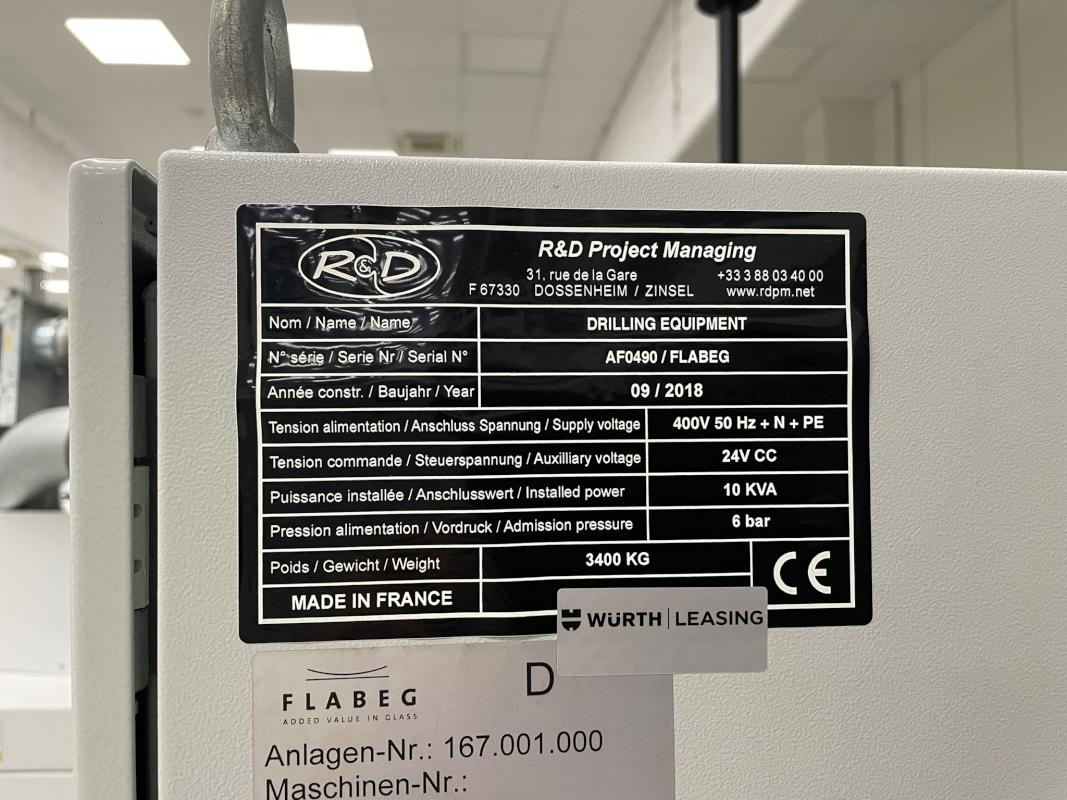 R&D
R&D Project Managing
31, rue de la Gare +33 3 88 03 40 00
F 67330 DOSSENHEIM / ZINSEL www.rdpm.net
Nom / Name / Name DRILLING EQUIPMENT
N° série / Serie Nr / Serial N° AF0490 / FLABEG
Année constr. / Baujahr / Year 09 / 2018
Tension alimentation / Anschluss Spannung / Supply voltage 400V 50 Hz + N + PE
Tension commande / Steuerspannung / Auxilliary voltage 24V CC
Puissance installée / Anschlusswert / Installed power 10 KVA
Pression alimentation / Vordruck / Admission pressure 6 bar
Poids / Gewicht / Weight 3400 KG
CE
MADE IN FRANCE
WÜRTH LEASING
FLABEG
ADDED VALUE IN GLASS
D
Anlagen-Nr.: 167.001.000
Maschinen-Nr.: